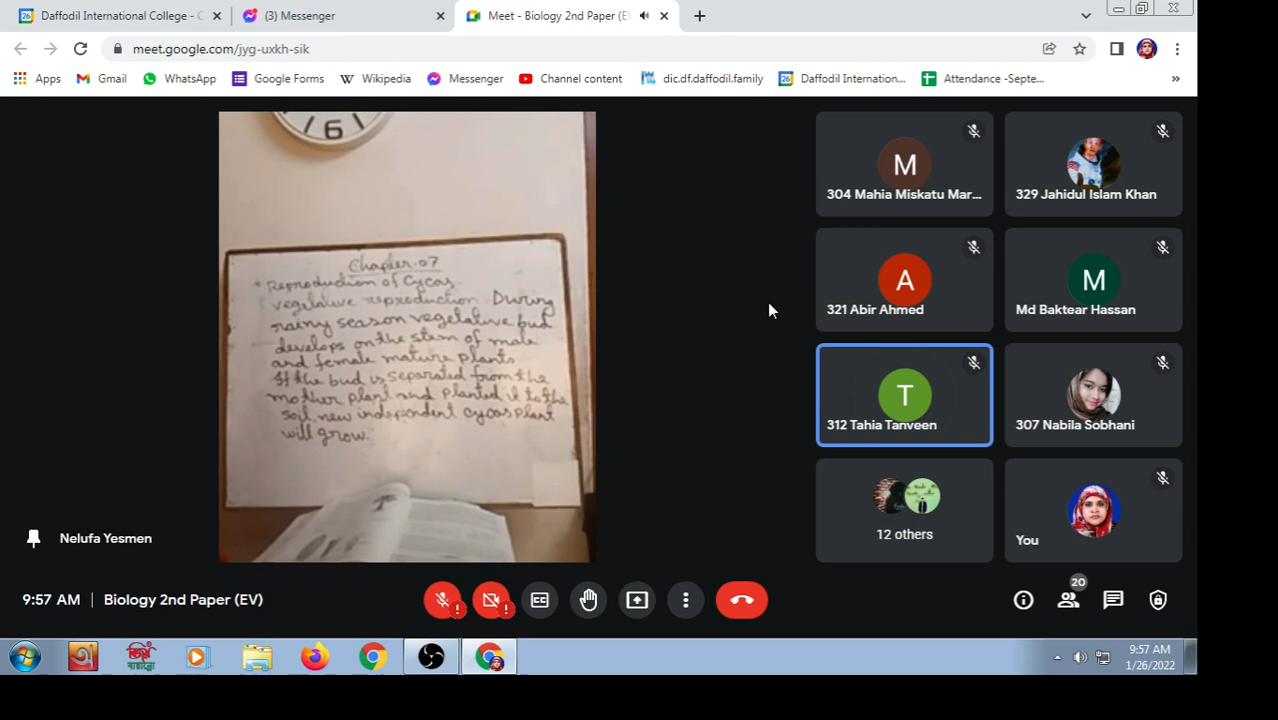 Daffodil International College - C
(3) Messenger
Meet - Biology 2nd Paper (EV
meet.google.com/jyg-uxkh-sik
Apps
Gmail
WhatsApp
Google Forms
Wikipedia
Messenger
Channel content
dic.df.daffodil.family
Daffodil Internation...
Attendance -Septe...
6
Chapter-07
* Reproduction of Cycas
vegelative reproduction During
rainy season vegelative bud
develops on the stem of male
and female mature plants.
If the bud is separated from the
mother plant and planted it to the
soil, new independent cycas plant
will grow.
304 Mahia Miskatu Mar...
329 Jahidul Islam Khan
321 Abir Ahmed
Md Baktear Hassan
312 Tahia Tanveen
307 Nabila Sobhani
12 others
You
Nelufa Yesmen
9:57 AM | Biology 2nd Paper (EV)
20
9:57 AM
1/26/2022